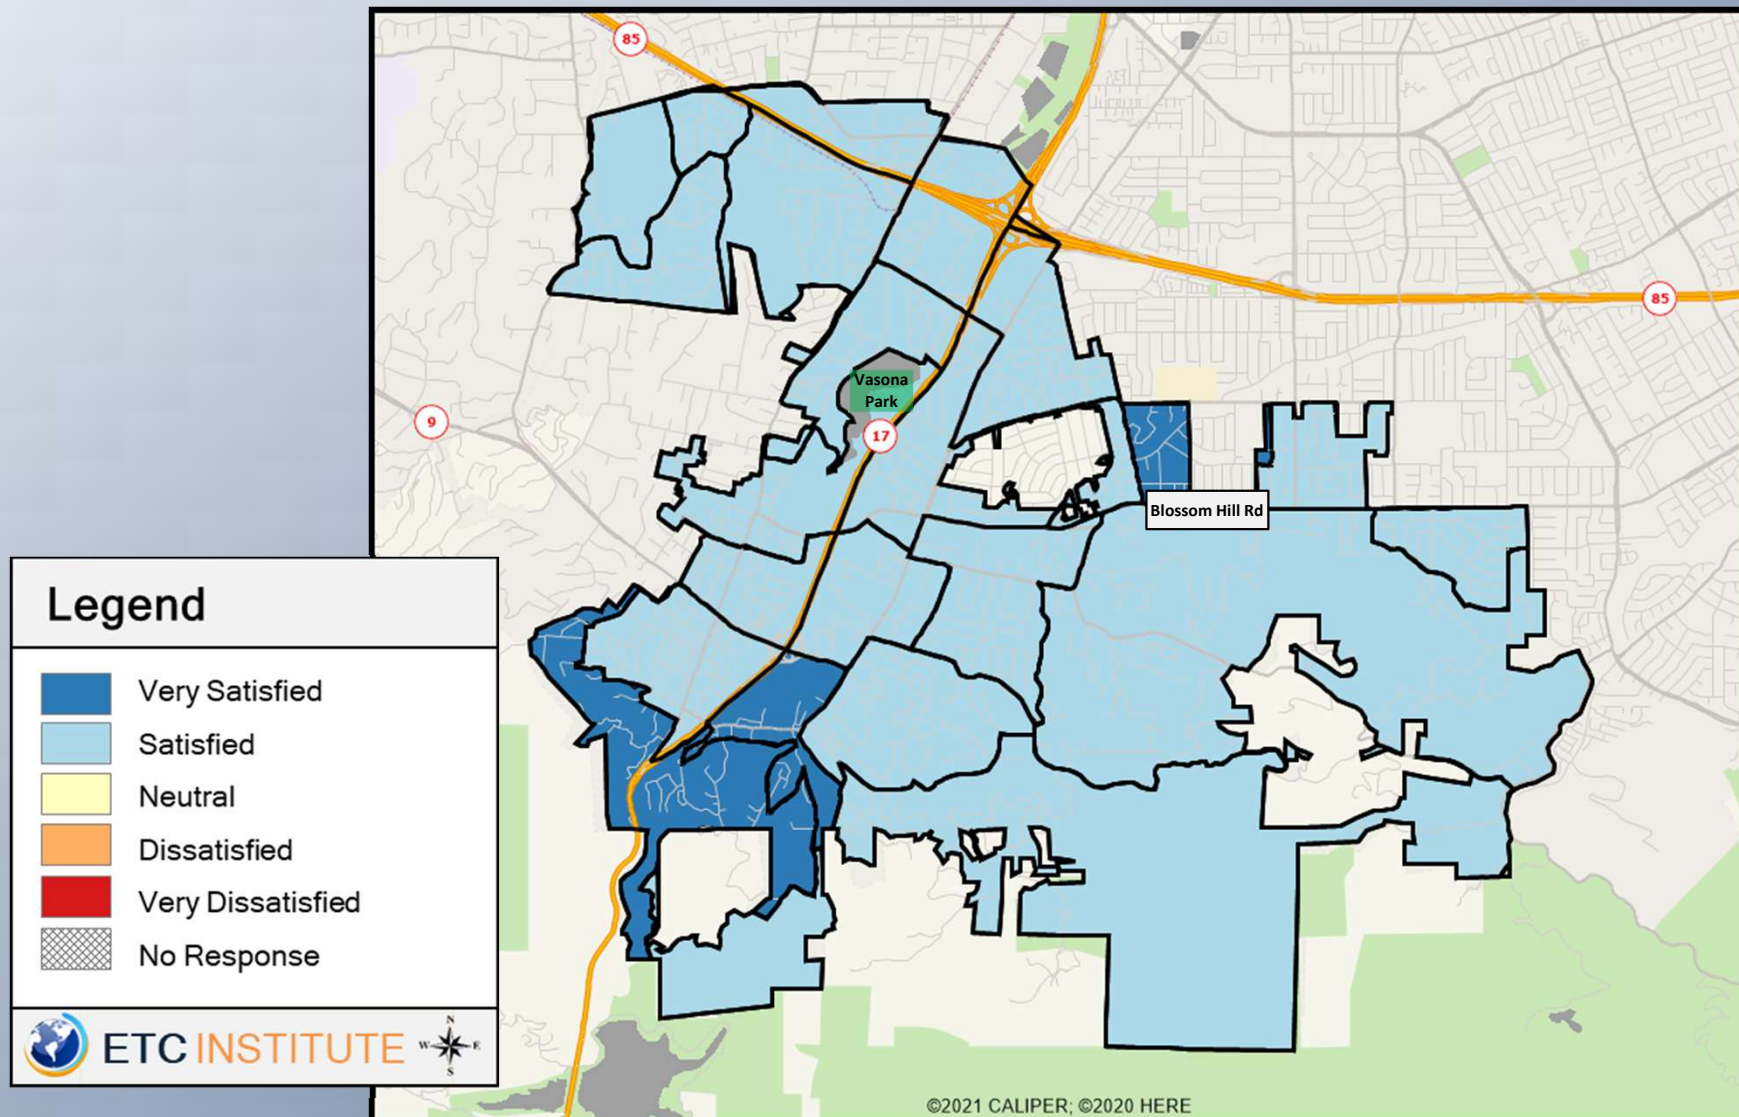 85
85
Vasona
Park
9
17
Blossom Hill Rd
Legend
Very Satisfied
Satisfied
Neutral
Dissatisfied
Very Dissatisfied
No Response
ETC INSTITUTE
N
W E
S
©2021 CALIPER; ©2020 HERE